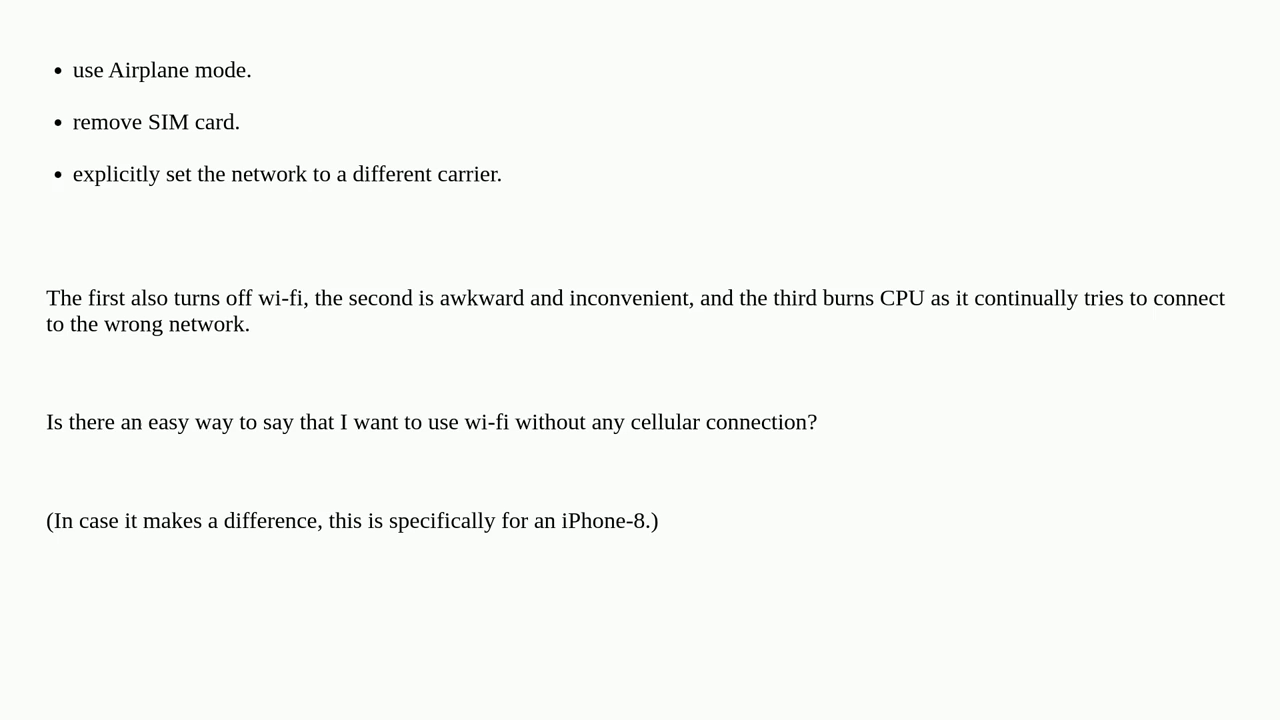 • use Airplane mode.
• remove SIM card.
• explicitly set the network to a different carrier.
The first also turns off wi-fi, the second is awkward and inconvenient, and the third burns CPU as it continually tries to connect
to the wrong network.
Is there an easy way to say that I want to use wi-fi without any cellular connection?
(In case it makes a difference, this is specifically for an iPhone-8.)